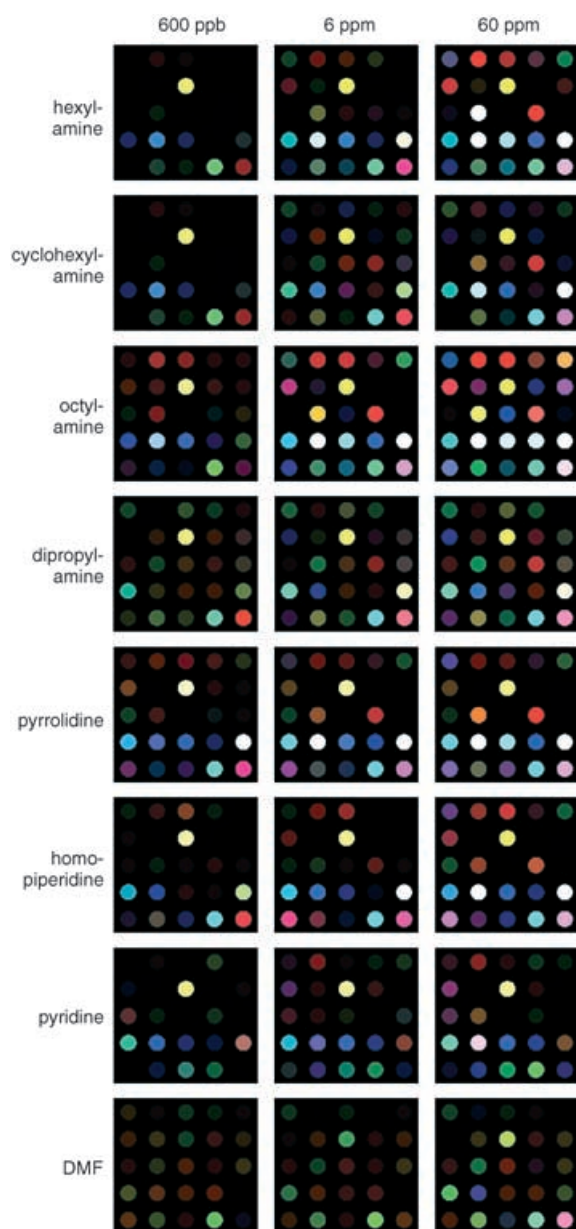 600 ppb 6 ppm 60 ppm
hexyl-
amine
cyclohexyl-
amine
octyl-
amine
dipropyl-
amine
pyrrolidine
homo-
piperidine
pyridine
DMF